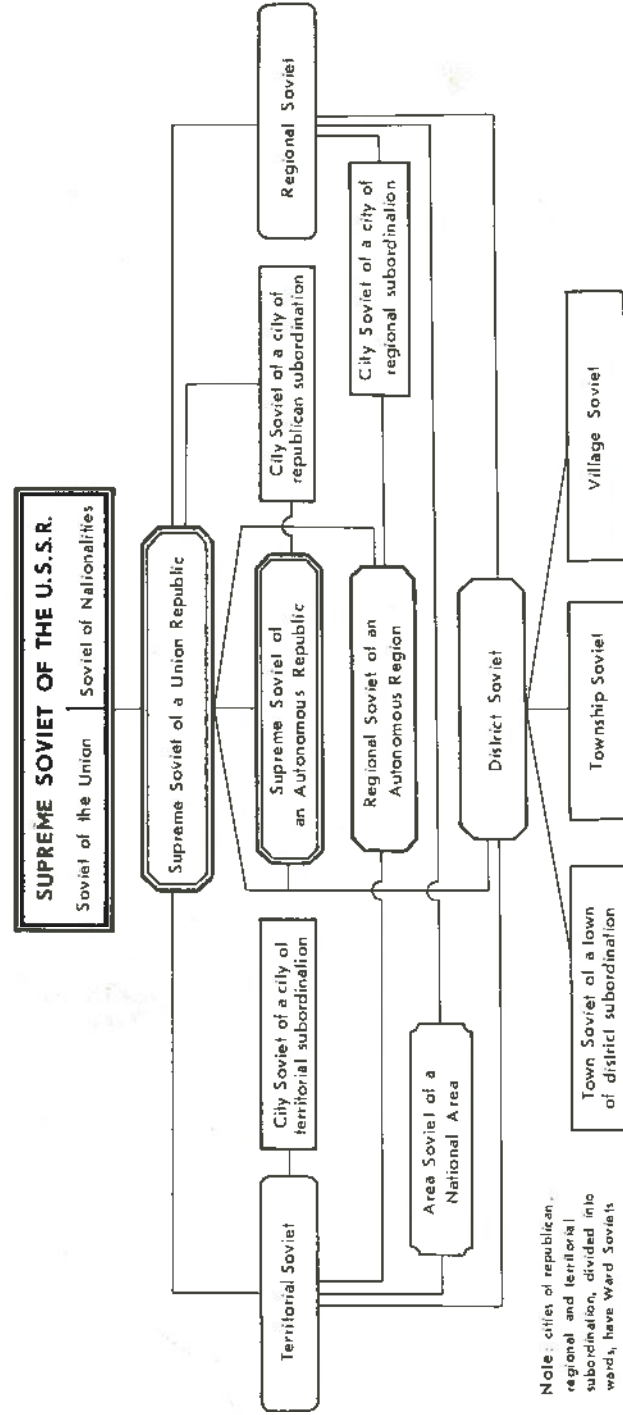 SUPREME SOVIET OF THE U.S.S.R.
Soviet of the Union
Soviet of Nationalities
Supreme Soviet of a Union Republic
Territorial Soviet
City Soviet of a city of
territorial subordination
Supreme Soviet of
an Autonomous Republic
City Soviet of a city of
republican subordination
Regional Soviet
Regional Soviet of an
Autonomous Region
City Soviet of a city of
regional subordination
Area Soviet of a
National Area
District Soviet
Town Soviet of a town
of district subordination
Township Soviet
Village Soviet
Note: cities of republican,
regional and territorial
subordination, divided into
wards, have Ward Soviets